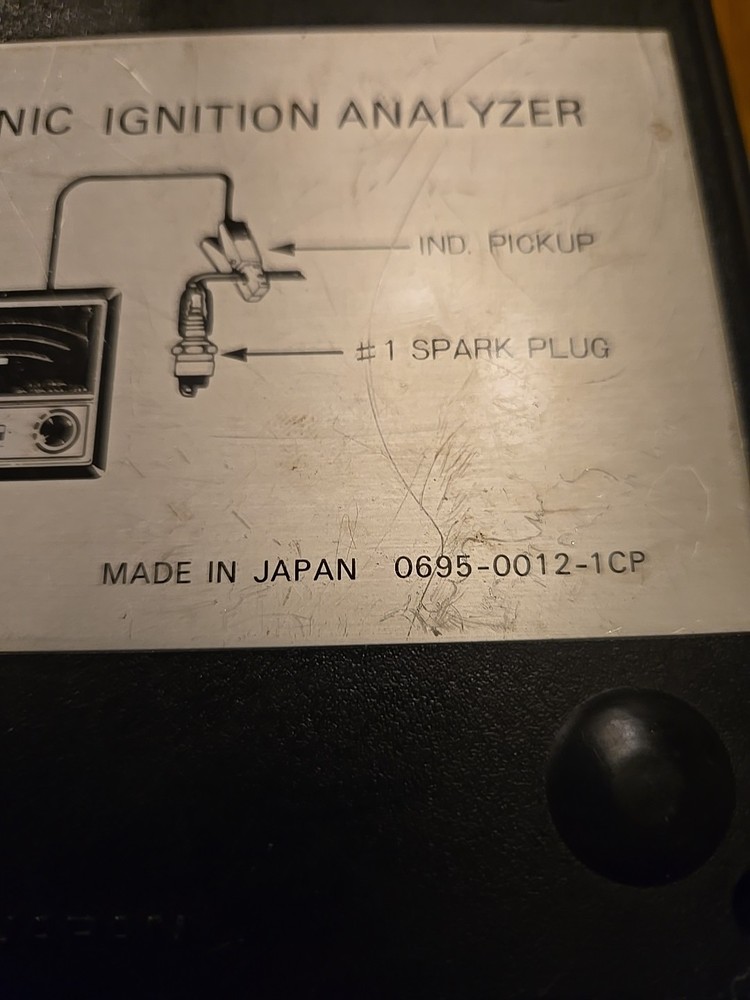 NIC IGNITION ANALYZER
IND. PICKUP
#1 SPARK PLUG
MADE IN JAPAN 0695-0012-1CP